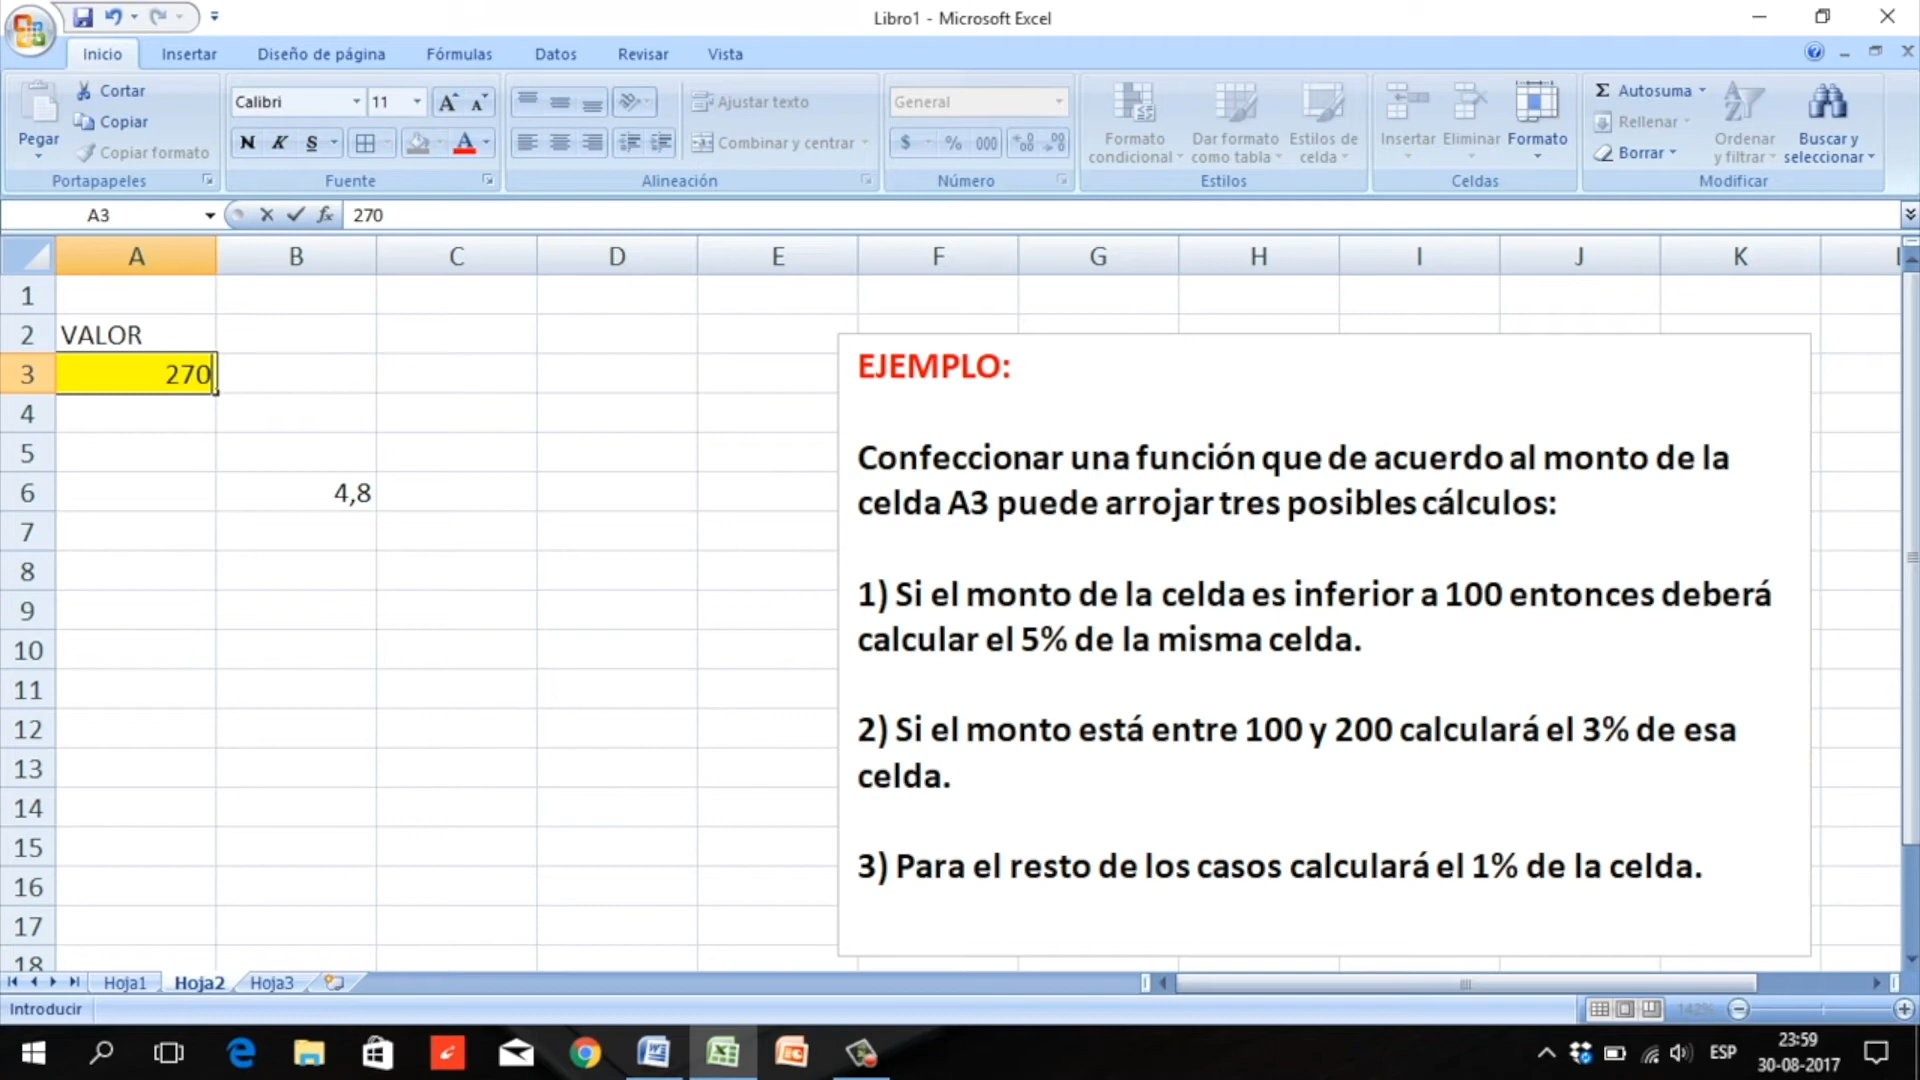 Libro1 - Microsoft Excel
Inicio Insertar Diseño de página Fórmulas Datos Revisar Vista
Pegar
Cortar
Copiar
Copiar formato
Portapapeles
Calibri 11
N K S
Fuente
Ajustar texto
Combinar y centrar
Alineación
General
$ % 000
Número
Formato condicional
Dar formato como tabla
Estilos de celda
Estilos
Insertar Eliminar Formato
Celdas
Σ Autosuma
Rellenar
Borrar
Ordenar y filtrar
Buscar y seleccionar
Modificar
A3 fx 270
A B C D E F G H I J K
1
2 VALOR
3 270
4
5
6 4,8
7
8
9
10
11
12
13
14
15
16
17
18
EJEMPLO:
Confeccionar una función que de acuerdo al monto de la
celda A3 puede arrojar tres posibles cálculos:
1) Si el monto de la celda es inferior a 100 entonces deberá
calcular el 5% de la misma celda.
2) Si el monto está entre 100 y 200 calculará el 3% de esa
celda.
3) Para el resto de los casos calculará el 1% de la celda.
Hoja1 Hoja2 Hoja3
Introducir 142%
ESP
23:59
30-08-2017